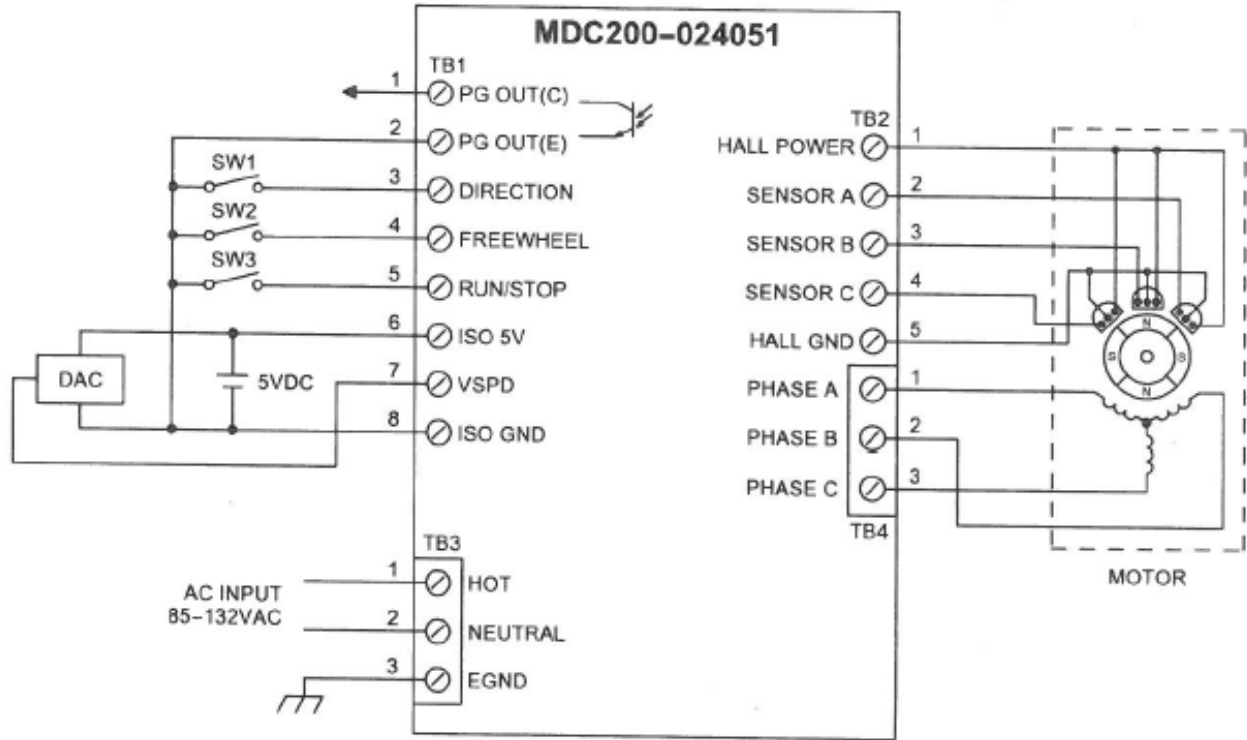 MDC200-024051
TB1
1 PG OUT(C)
2 PG OUT(E)
SW1
3 DIRECTION
SW2
4 FREEWHEEL
SW3
5 RUN/STOP
6 ISO 5V
DAC
5VDC
7 VSPD
8 ISO GND
TB3
AC INPUT
85-132VAC
1 HOT
2 NEUTRAL
3 EGND
TB2
HALL POWER 1
SENSOR A 2
SENSOR B 3
SENSOR C 4
HALL GND 5
PHASE A 1
PHASE B 2
PHASE C 3
TB4
N
S
S
N
MOTOR